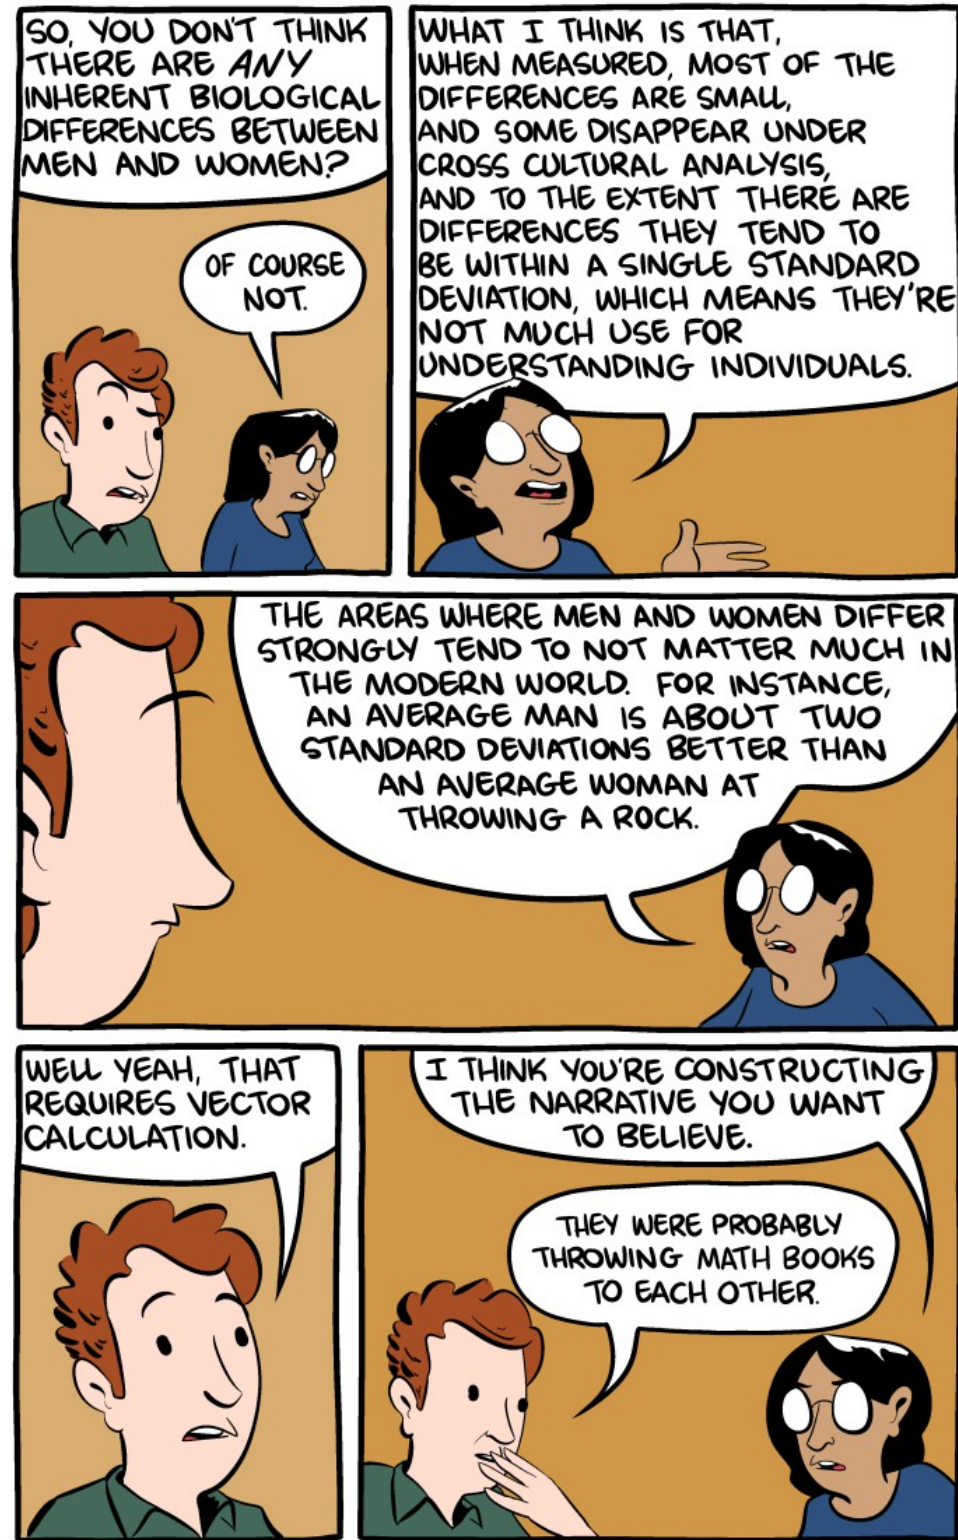 SO, YOU DON'T THINK
THERE ARE ANY
INHERENT BIOLOGICAL
DIFFERENCES BETWEEN
MEN AND WOMEN?
OF COURSE
NOT.
WHAT I THINK IS THAT,
WHEN MEASURED, MOST OF THE
DIFFERENCES ARE SMALL,
AND SOME DISAPPEAR UNDER
CROSS CULTURAL ANALYSIS,
AND TO THE EXTENT THERE ARE
DIFFERENCES THEY TEND TO
BE WITHIN A SINGLE STANDARD
DEVIATION, WHICH MEANS THEY'RE
NOT MUCH USE FOR
UNDERSTANDING INDIVIDUALS.
THE AREAS WHERE MEN AND WOMEN DIFFER
STRONGLY TEND TO NOT MATTER MUCH IN
THE MODERN WORLD. FOR INSTANCE,
AN AVERAGE MAN IS ABOUT TWO
STANDARD DEVIATIONS BETTER THAN
AN AVERAGE WOMAN AT
THROWING A ROCK.
WELL YEAH, THAT
REQUIRES VECTOR
CALCULATION.
I THINK YOU'RE CONSTRUCTING
THE NARRATIVE YOU WANT
TO BELIEVE.
THEY WERE PROBABLY
THROWING MATH BOOKS
TO EACH OTHER.